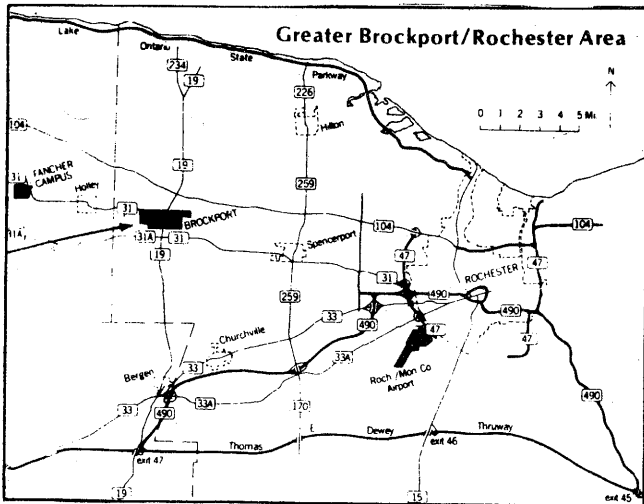 Greater Brockport/Rochester Area
Lake Ontario State Parkway
N
234
19
226
Hilton
0 1 2 3 4 5 Mi.
104
19
259
31
FANCHER CAMPUS
Holley
31
BROCKPORT
104
104
31A
31A
31
19
Spencerport
47
31
ROCHESTER
47
259
490
490
33
490
47
47
Churchville
33
33A
Roch/Mon Co Airport
Bergen
33
490
33A
170
490
Thomas E Dewey Thruway
exit 47
exit 46
19
15
exit 45